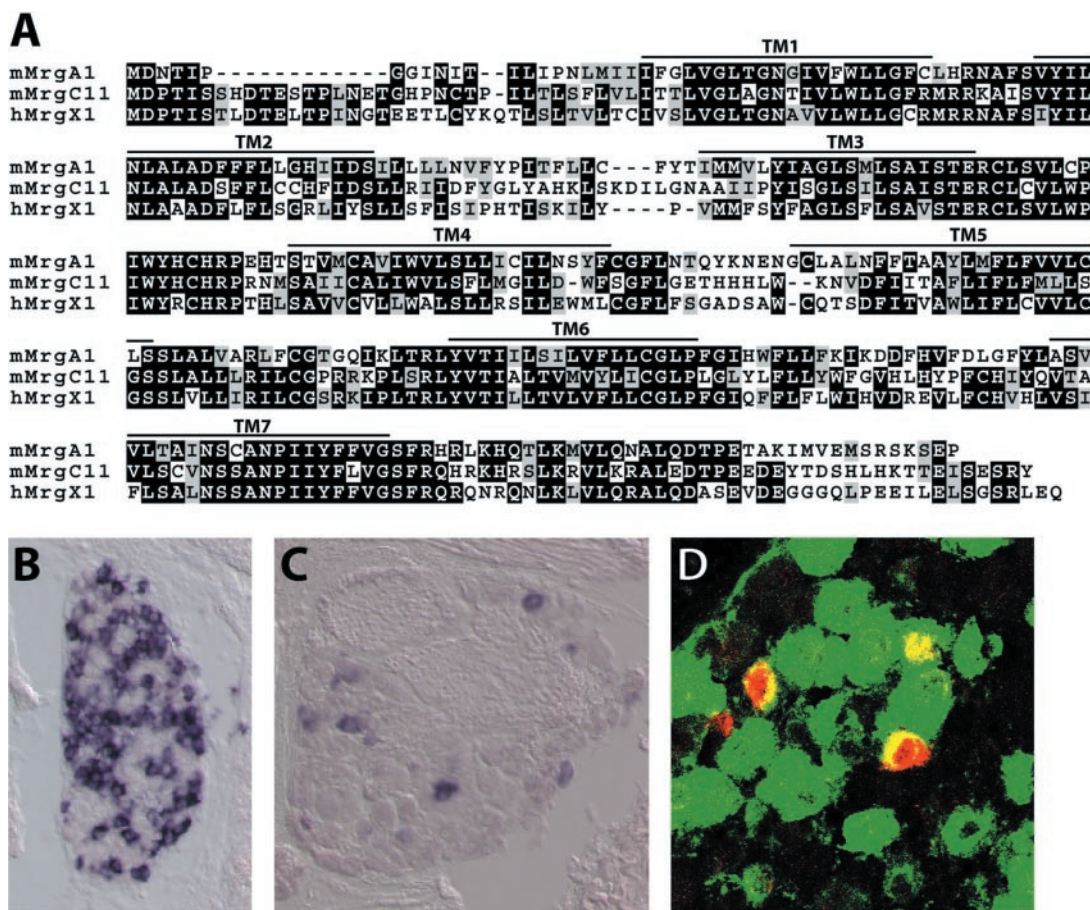 A
TM1
mMrgA1 MDNTIP------------GGINIT--ILIPNLMIIIFGLVGLTGNGIVFWLLGFCLHRNAFSVYIL
mMrgC11 MDPTISSHDTESTPLNETGHPNCTP-ILTLSFLVLITTLVGLAGNTIVLWLLGFRMRRKAISVYIL
hMrgX1 MDPTISTLDTELTPINGTEETLCYKQTLSLTVLTCIVSLVGLTGNAVVLWLLGCRMRRNAFSIYIL
TM2 TM3
mMrgA1 NLALADFFFLLGHIIDSILLLLNVFYPITFLLC---FYTIMMVLYIAGLSMLSAISTERCLSVLCP
mMrgC11 NLALADSFFLCCHFIDSLLRIIDFYGLYAHKLSKDILGNAAIIPYISGLSILSAISTERCLCVLWP
hMrgX1 NLAAADFLFLSGRLIYSLLSFISIPHTISKILY----P-VMMFSYFAGLSFLSAVSTERCLSVLWP
TM4 TM5
mMrgA1 IWYHCHRPEHTSTVMCAVIWVLSLLICILNSYFCGFLNTQYKNENGCLALNFFTAAYLMFLFVVLC
mMrgC11 IWYHCHRPRNMSAIICALIWVLSFLMGILD-WFSGFLGETHHHLW--KNVDFIITAFLIFLFMLLS
hMrgX1 IWYRCHRPTHLSAVVCVLLWALSLLRSILEWMLCGFLFSGADSAW-CQTSDFITVAWLIFLCVVLC
TM6
mMrgA1 LSSLALVARLFCGTGQIKLTRLYVTIILSILVFLLCGLPFGIHWFLLFKIKDDFHVFDLGFYLASV
mMrgC11 GSSLALLLRILCGPRRKPLSRLYVTIALTVMVYLICGLPLGLYLFLLYWFGVHLHYPFCHIYQVTA
hMrgX1 GSSLVLLIRILCGSRKIPLTRLYVTILLTVLVFLLCGLPFGIQFFLFLWIHVDREVLFCHVHLVSI
TM7
mMrgA1 VLTAINSCANPIIYFFVGSFRHRLKHQTLKMVLQNALQDTPETAKIMVEMSRSKSEP
mMrgC11 VLSCVNSSANPIIYFLVGSFRQHRKHRSLKRVLKRALEDTPEEDEYTDSHLHKTTEISESRY
hMrgX1 FLSALNSSANPIIYFFVGSFRQRQNRQNLKLVLQRALQDASEVDEGGGQLPEEILELSGSRLEQ
B C D